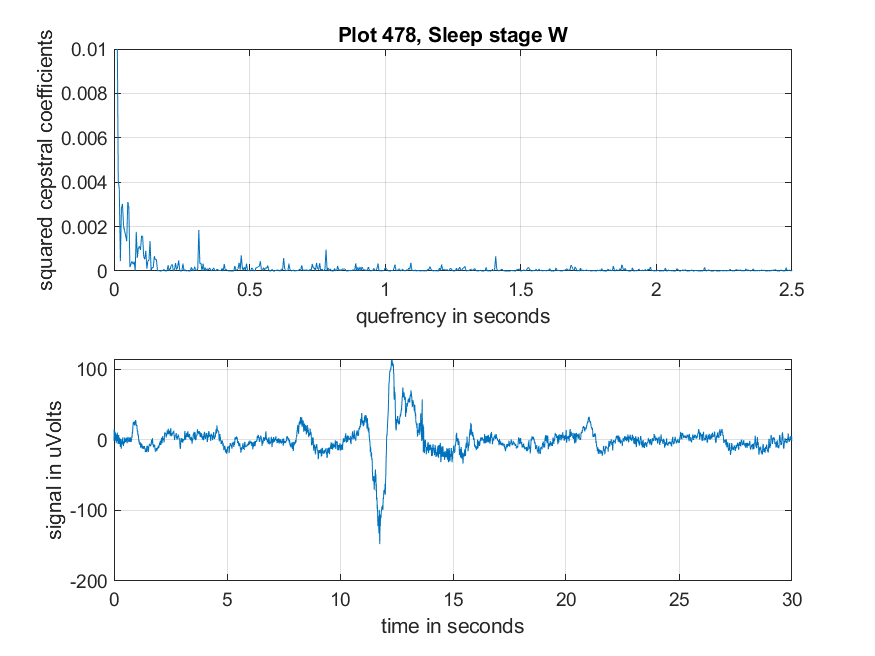 Plot 478, Sleep stage W
squared cepstral coefficients
0.01
0.008
0.006
0.004
0.002
0
0 0.5 1 1.5 2 2.5
quefrency in seconds
signal in uVolts
100
0
-100
-200
0 5 10 15 20 25 30
time in seconds